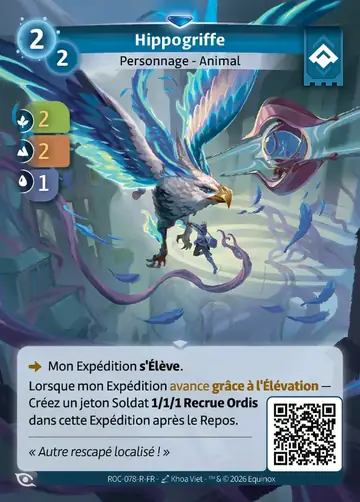 2
2
Hippogriffe
Personnage - Animal
2
2
1
Mon Expédition s'Élève.
Lorsque mon Expédition avance grâce à l'Élévation —
Créez un jeton Soldat 1/1/1 Recrue Ordis
dans cette Expédition après le Repos.
« Autre rescapé localisé ! »
ROC-078-R-FR - Khoa Viet - ™ & © 2026 Equinox